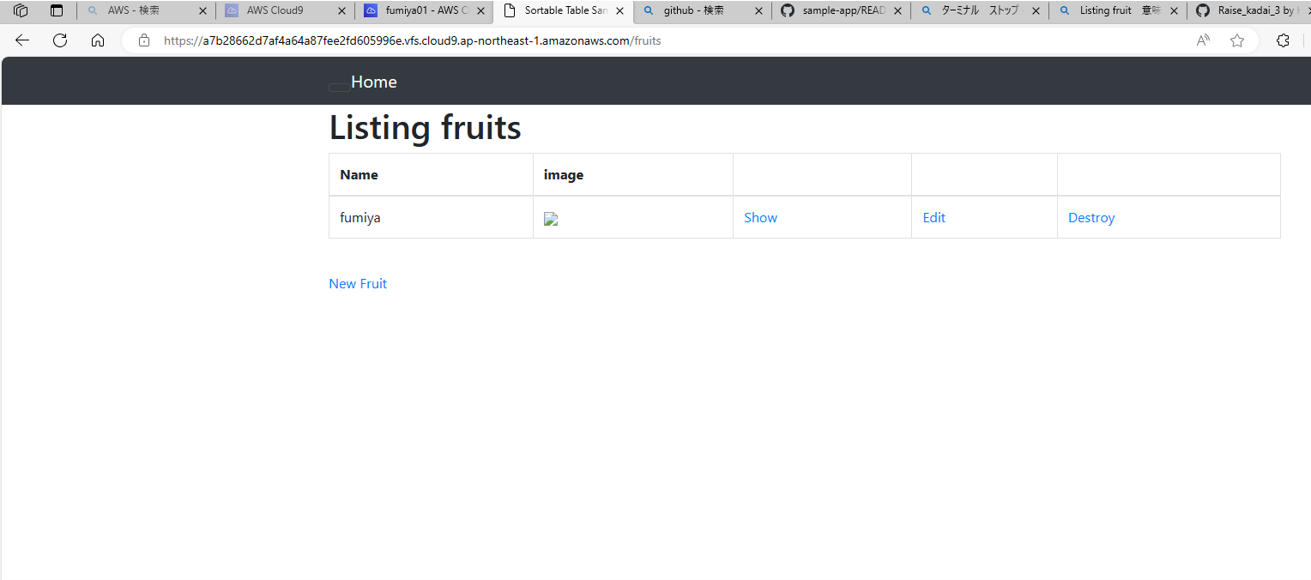 AWS - 検索
AWS Cloud9
fumiya01 - AWS C
Sortable Table San
github - 検索
sample-app/READ
ターミナル ストップ
Listing fruit 意味
Raise_kadai_3 by
https://a7b28662d7af4a64a87fee2fd605996e.vfs.cloud9.ap-northeast-1.amazonaws.com/fruits
Home
Listing fruits
Name image
fumiya Show Edit Destroy
New Fruit